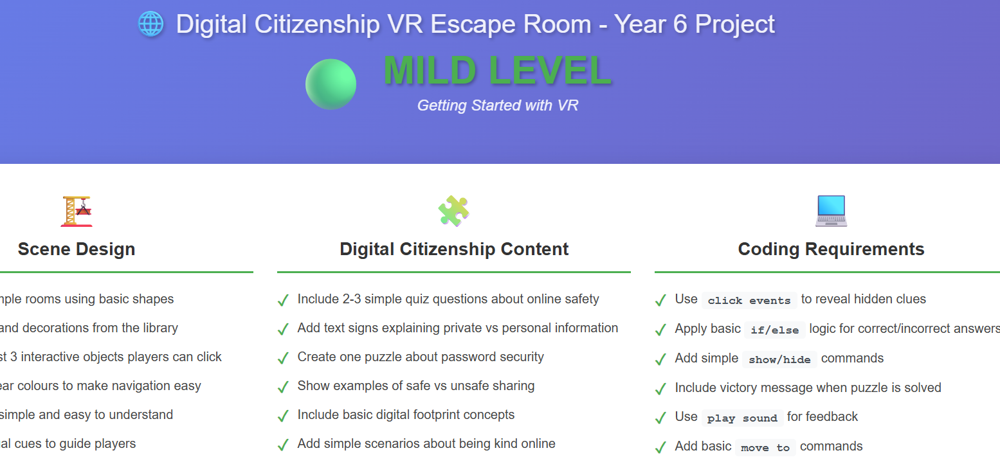 Digital Citizenship VR Escape Room - Year 6 Project
MILD LEVEL
Getting Started with VR
Scene Design
rooms using basic shapes
and decorations from the library
3 interactive objects players can click
colours to make navigation easy
simple and easy to understand
cues to guide players
Digital Citizenship Content
✓ Include 2-3 simple quiz questions about online safety
✓ Add text signs explaining private vs personal information
✓ Create one puzzle about password security
✓ Show examples of safe vs unsafe sharing
✓ Include basic digital footprint concepts
✓ Add simple scenarios about being kind online
Coding Requirements
✓ Use click events to reveal hidden clues
✓ Apply basic if/else logic for correct/incorrect answers
✓ Add simple show/hide commands
✓ Include victory message when puzzle is solved
✓ Use play sound for feedback
✓ Add basic move to commands